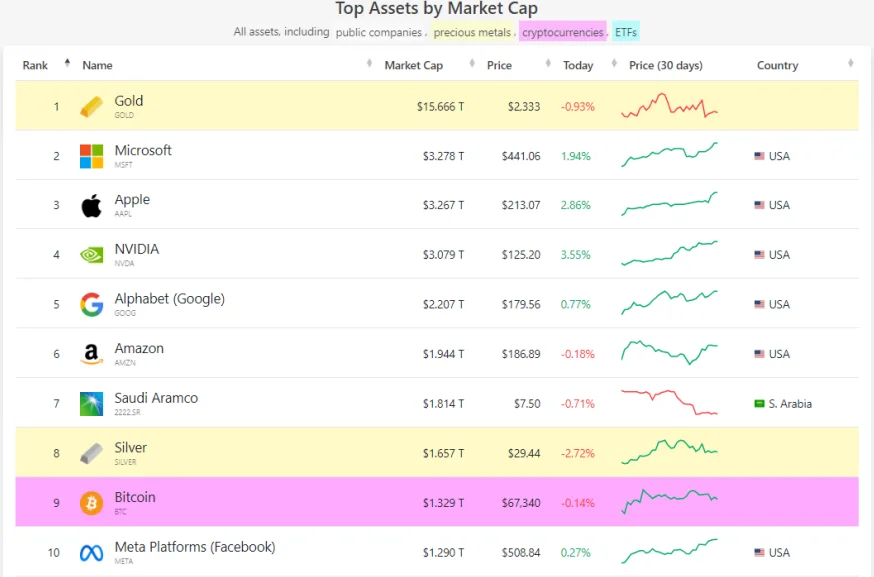 Top Assets by Market Cap
All assets, including public companies, precious metals, cryptocurrencies, ETFs
Rank Name Market Cap Price Today Price (30 days) Country
1 Gold $15.666 T $2,333 -0.93%
GOLD
2 Microsoft $3.278 T $441.06 1.94% USA
MSFT
3 Apple $3.267 T $213.07 2.86% USA
AAPL
4 NVIDIA $3.079 T $125.20 3.55% USA
NVDA
5 Alphabet (Google) $2.207 T $179.56 0.77% USA
GOOG
6 Amazon $1.944 T $186.89 -0.18% USA
AMZN
7 Saudi Aramco $1.814 T $7.50 -0.71% S. Arabia
2222.SR
8 Silver $1.657 T $29.44 -2.72%
SILVER
9 Bitcoin $1.329 T $67,340 -0.14%
BTC
10 Meta Platforms (Facebook) $1.290 T $508.84 0.27% USA
META